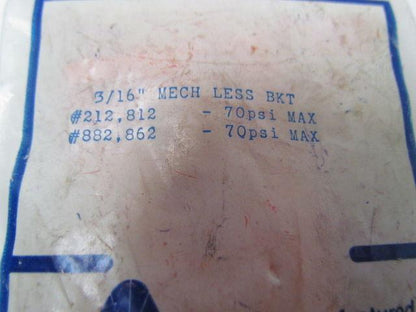 3/16" MECH LESS BKT
#212,812 - 70psi MAX
#882,862 - 70psi MAX